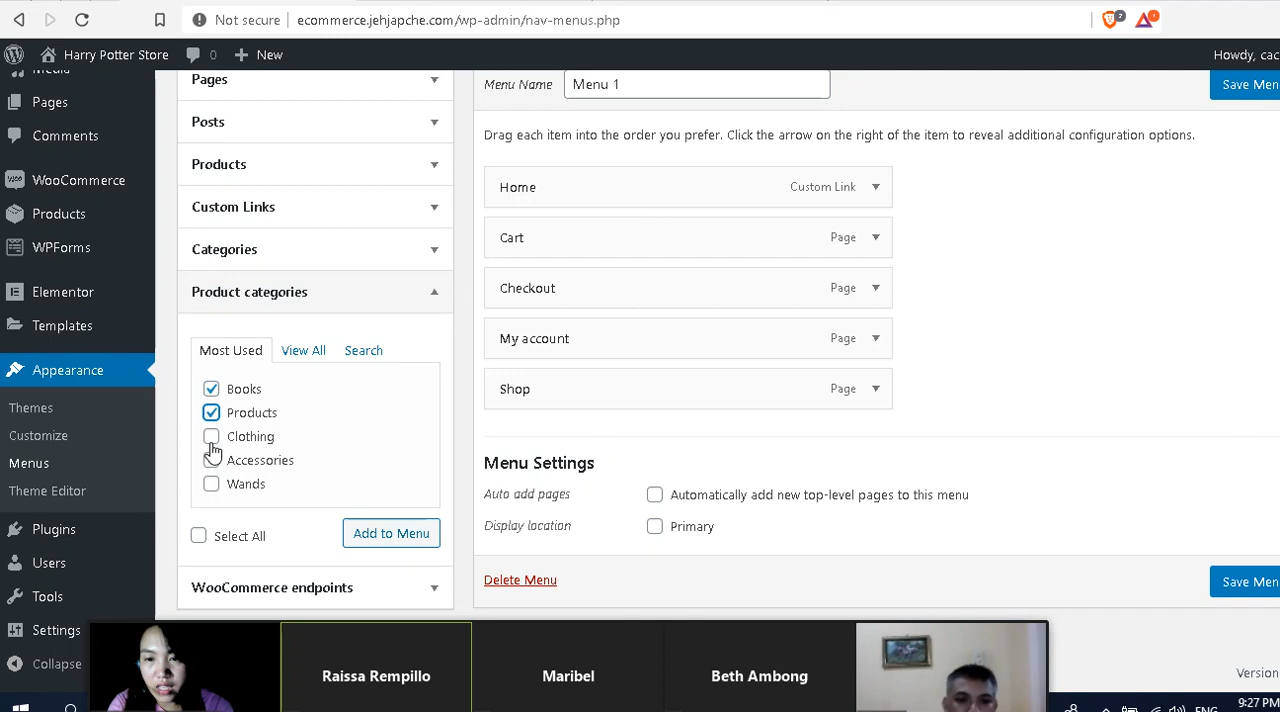 Not secure ecommerce.jehjapche.com/wp-admin/nav-menus.php 2 1
Harry Potter Store 0 New Howdy, cac
Media
Pages
Comments
WooCommerce
Products
WPForms
Elementor
Templates
Appearance
Themes
Customize
Menus
Theme Editor
Plugins
Users
Tools
Settings
Collapse
Pages
Posts
Products
Custom Links
Categories
Product categories
Most Used View All Search
Books
Products
Clothing
Accessories
Wands
Select All Add to Menu
WooCommerce endpoints
Menu Name Menu 1 Save Men
Drag each item into the order you prefer. Click the arrow on the right of the item to reveal additional configuration options.
Home Custom Link
Cart Page
Checkout Page
My account Page
Shop Page
Menu Settings
Auto add pages Automatically add new top-level pages to this menu
Display location Primary
Delete Menu Save Men
Version
Raissa Rempillo Maribel Beth Ambong
ENG 9:27 PM